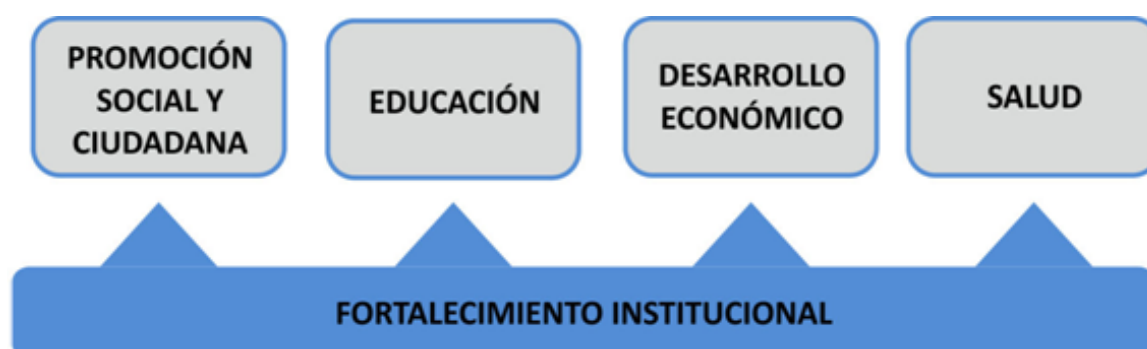 PROMOCIÓN
SOCIAL Y
CIUDADANA
EDUCACIÓN
DESARROLLO
ECONÓMICO
SALUD
FORTALECIMIENTO INSTITUCIONAL